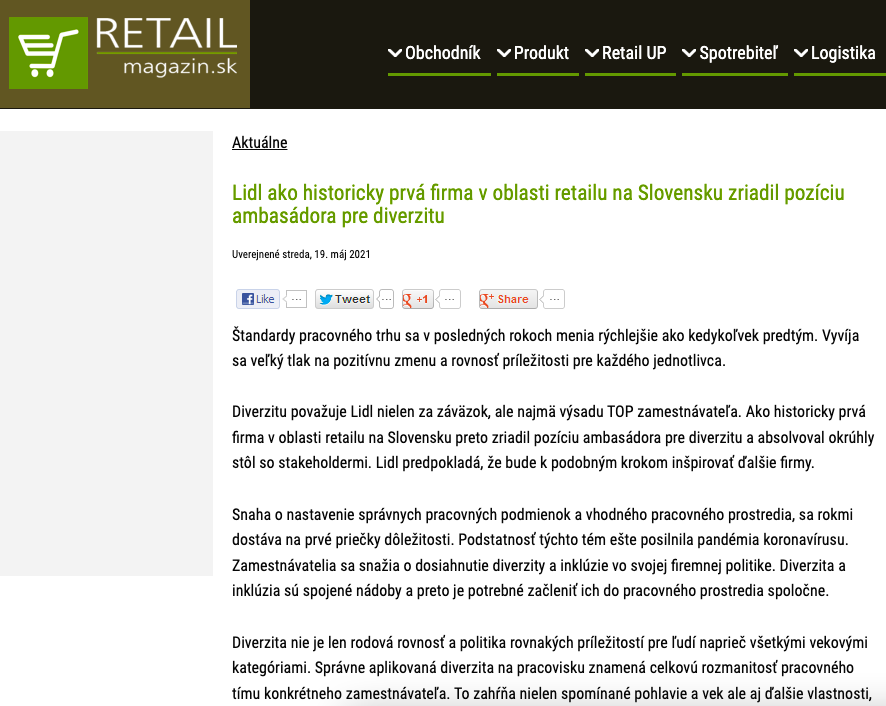 RETAIL
magazin.sk
Obchodník Produkt Retail UP Spotrebiteľ Logistika
Aktuálne
Lidl ako historicky prvá firma v oblasti retailu na Slovensku zriadil pozíciu
ambasádora pre diverzitu
Uverejnené streda, 19. máj 2021
Like ... Tweet ... g +1 ... g+ Share ...
Štandardy pracovného trhu sa v posledných rokoch menia rýchlejšie ako kedykoľvek predtým. Vyvíja
sa veľký tlak na pozitívnu zmenu a rovnosť príležitosti pre každého jednotlivca.
Diverzitu považuje Lidl nielen za záväzok, ale najmä výsadu TOP zamestnávateľa. Ako historicky prvá
firma v oblasti retailu na Slovensku preto zriadil pozíciu ambasádora pre diverzitu a absolvoval okrúhly
stôl so stakeholdermi. Lidl predpokladá, že bude k podobným krokom inšpirovať ďalšie firmy.
Snaha o nastavenie správnych pracovných podmienok a vhodného pracovného prostredia, sa rokmi
dostáva na prvé priečky dôležitosti. Podstatnosť týchto tém ešte posilnila pandémia koronavírusu.
Zamestnávatelia sa snažia o dosiahnutie diverzity a inklúzie vo svojej firemnej politike. Diverzita a
inklúzia sú spojené nádoby a preto je potrebné začleniť ich do pracovného prostredia spoločne.
Diverzita nie je len rodová rovnosť a politika rovnakých príležitostí pre ľudí naprieč všetkými vekovými
kategóriami. Správne aplikovaná diverzita na pracovisku znamená celkovú rozmanitosť pracovného
tímu konkrétneho zamestnávateľa. To zahŕňa nielen spomínané pohlavie a vek ale aj ďalšie vlastnosti,